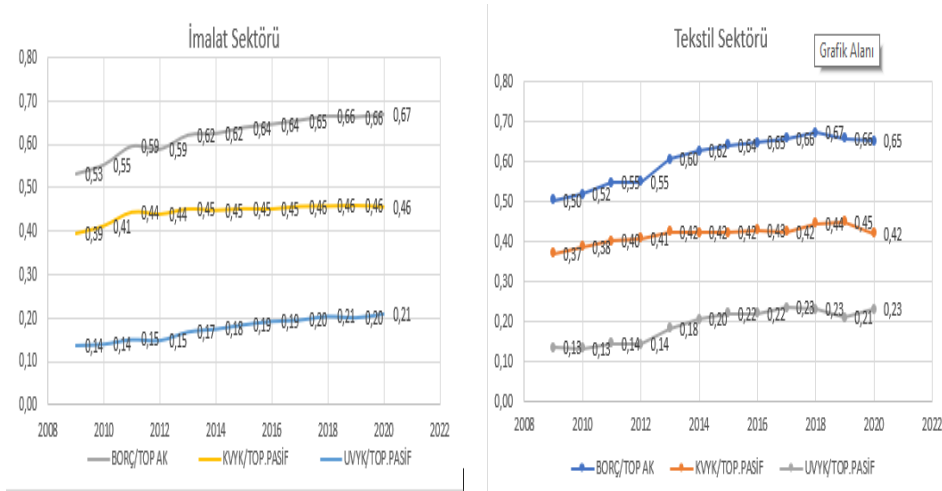 İmalat Sektörü
0,80
0,70
0,60
0,50
0,40
0,30
0,20
0,10
0,00
0,53 0,55 0,59 0,59 0,62 0,62 0,64 0,64 0,65 0,66 0,66 0,67
0,39 0,41 0,44 0,44 0,45 0,45 0,45 0,45 0,46 0,46 0,46 0,46
0,14 0,14 0,15 0,15 0,17 0,18 0,19 0,19 0,20 0,21 0,20 0,21
2008 2010 2012 2014 2016 2018 2020 2022
BORÇ/TOP AK KVYK/TOP.PASİF UVYK/TOP.PASİF
Tekstil Sektörü
Grafik Alanı
0,80
0,70
0,60
0,50
0,40
0,30
0,20
0,10
0,00
0,50 0,52 0,55 0,55 0,60 0,62 0,64 0,65 0,66 0,67 0,66 0,65
0,37 0,38 0,40 0,41 0,42 0,42 0,42 0,43 0,42 0,44 0,45 0,42
0,13 0,13 0,14 0,14 0,18 0,20 0,22 0,22 0,23 0,23 0,21 0,23
2008 2010 2012 2014 2016 2018 2020 2022
BORÇ/TOP AK KVYK/TOP.PASİF UVYK/TOP.PASİF